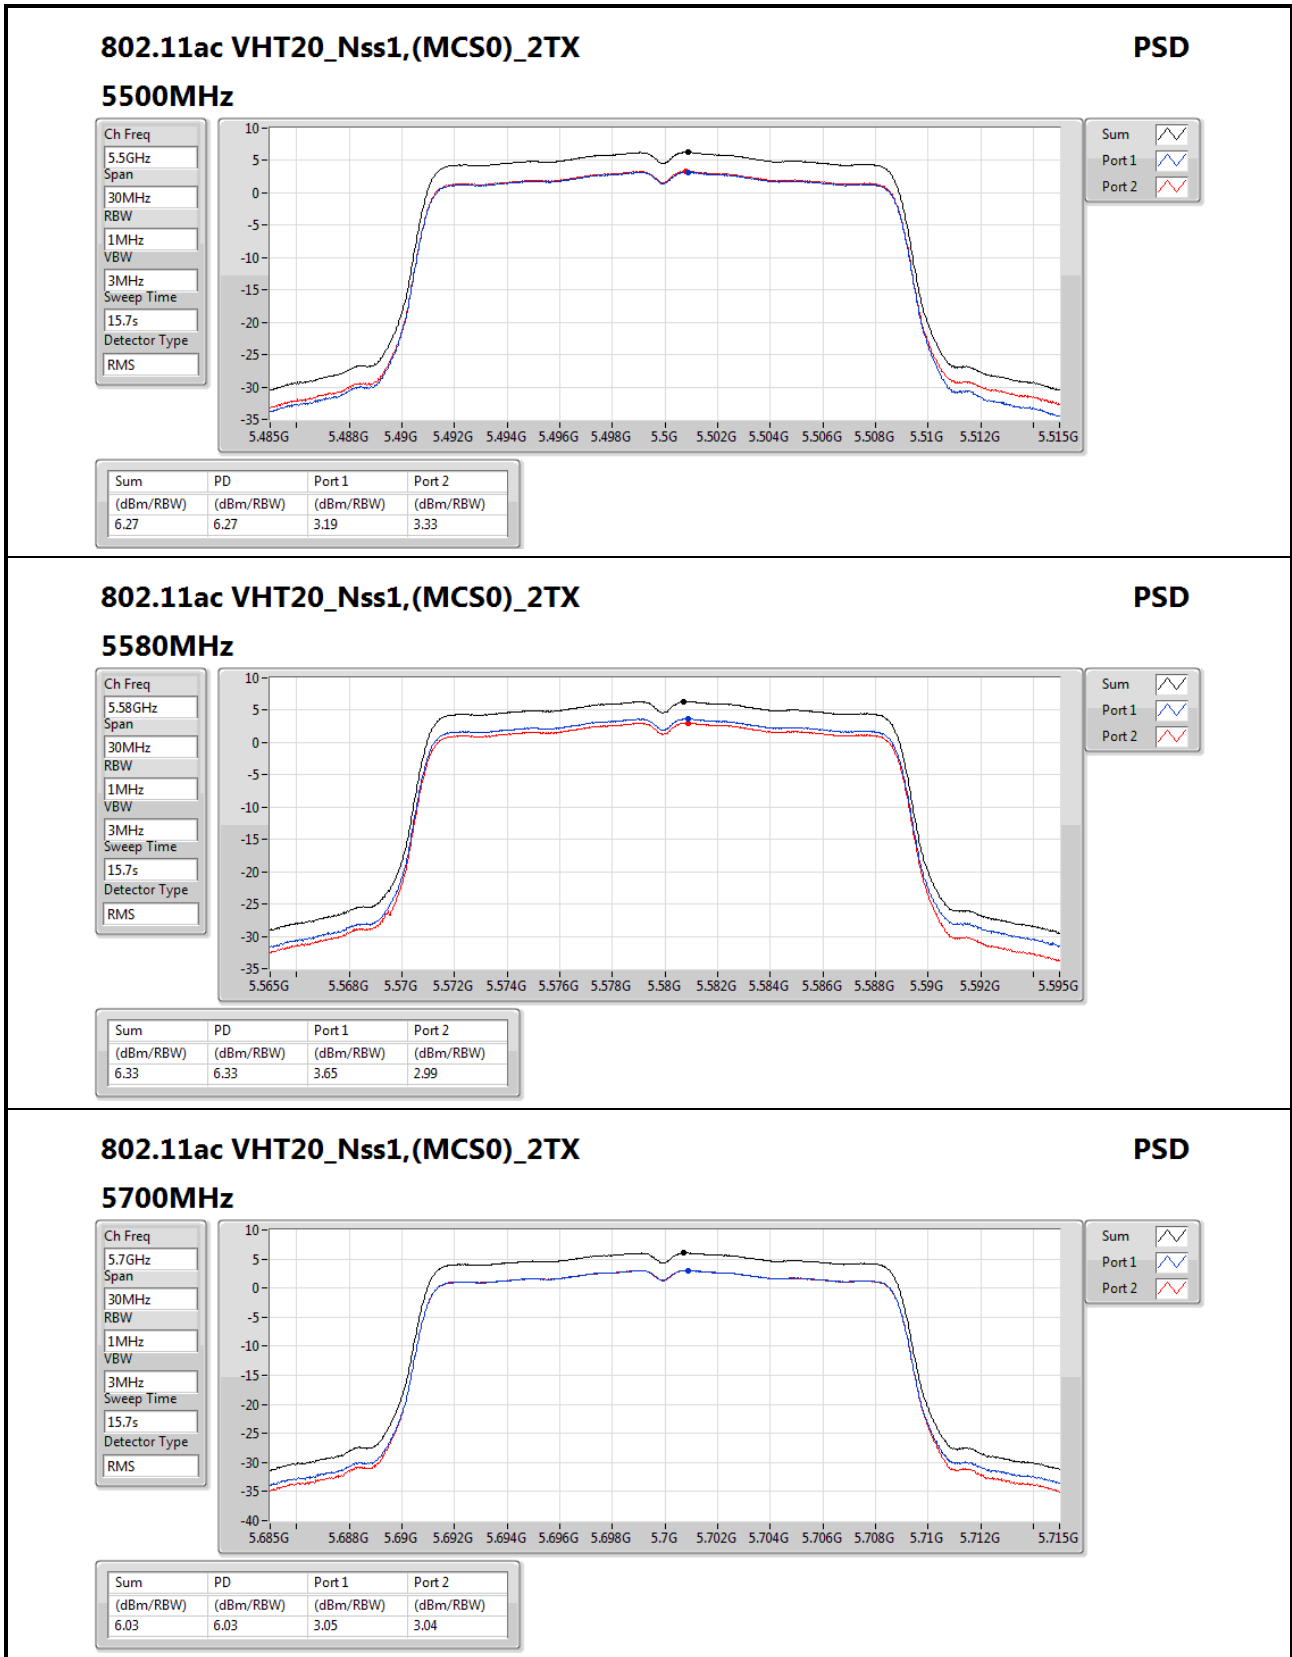 802.11ac VHT20_Nss1,(MCS0)_2TX PSD
5500MHz
Ch Freq
5.5GHz
Span
30MHz
RBW
1MHz
VBW
3MHz
Sweep Time
15.7s
Detector Type
RMS
10
5
0
-5
-10
-15
-20
-25
-30
-35
5.485G 5.488G 5.49G 5.492G 5.494G 5.496G 5.498G 5.5G 5.502G 5.504G 5.506G 5.508G 5.51G 5.512G 5.515G
Sum
Port 1
Port 2
Sum PD Port 1 Port 2
(dBm/RBW) (dBm/RBW) (dBm/RBW) (dBm/RBW)
6.27 6.27 3.19 3.33
802.11ac VHT20_Nss1,(MCS0)_2TX PSD
5580MHz
Ch Freq
5.58GHz
Span
30MHz
RBW
1MHz
VBW
3MHz
Sweep Time
15.7s
Detector Type
RMS
10
5
0
-5
-10
-15
-20
-25
-30
-35
5.565G 5.568G 5.57G 5.572G 5.574G 5.576G 5.578G 5.58G 5.582G 5.584G 5.586G 5.588G 5.59G 5.592G 5.595G
Sum
Port 1
Port 2
Sum PD Port 1 Port 2
(dBm/RBW) (dBm/RBW) (dBm/RBW) (dBm/RBW)
6.33 6.33 3.65 2.99
802.11ac VHT20_Nss1,(MCS0)_2TX PSD
5700MHz
Ch Freq
5.7GHz
Span
30MHz
RBW
1MHz
VBW
3MHz
Sweep Time
15.7s
Detector Type
RMS
10
5
0
-5
-10
-15
-20
-25
-30
-35
-40
5.685G 5.688G 5.69G 5.692G 5.694G 5.696G 5.698G 5.7G 5.702G 5.704G 5.706G 5.708G 5.71G 5.712G 5.715G
Sum
Port 1
Port 2
Sum PD Port 1 Port 2
(dBm/RBW) (dBm/RBW) (dBm/RBW) (dBm/RBW)
6.03 6.03 3.05 3.04